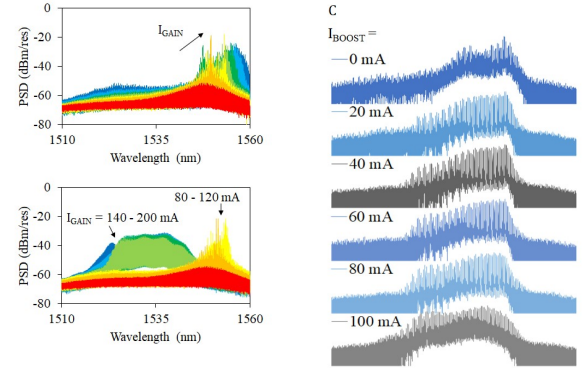 0
-20
-40
-60
-80
PSD (dBm/res)
I_GAIN
1510
1535
1560
Wavelength (nm)
0
-20
-40
-60
-80
PSD (dBm/res)
80 - 120 mA
I_GAIN = 140 - 200 mA
1510
1535
1560
Wavelength (nm)
C
I_BOOST =
0 mA
20 mA
40 mA
60 mA
80 mA
100 mA